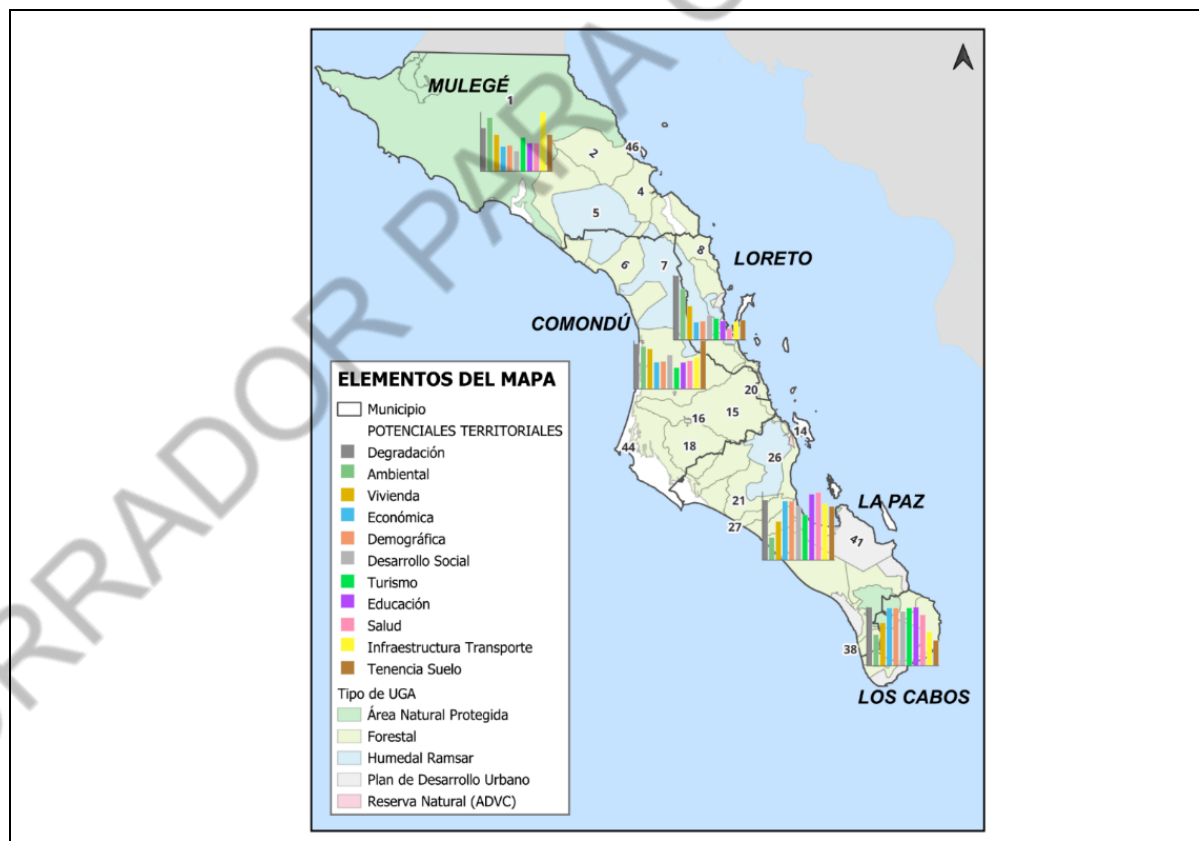 BORRADOR PARA
MULEGÉ
1
2
46
4
5
8
LORETO
6
7
COMONDÚ
20
15
16
14
44
18
26
21
LA PAZ
27
41
38
LOS CABOS
ELEMENTOS DEL MAPA
Municipio
POTENCIALES TERRITORIALES
Degradación
Ambiental
Vivienda
Económica
Demográfica
Desarrollo Social
Turismo
Educación
Salud
Infraestructura Transporte
Tenencia Suelo
Tipo de UGA
Área Natural Protegida
Forestal
Humedal Ramsar
Plan de Desarrollo Urbano
Reserva Natural (ADVC)